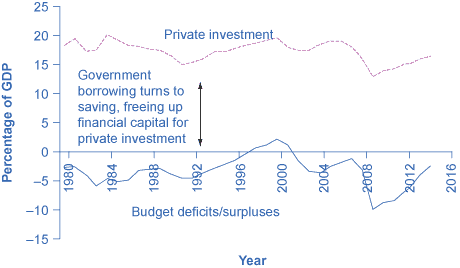 Percentage of GDP
25
20
15
10
5
0
−5
−10
−15
Private investment
Government
borrowing turns to
saving, freeing up
financial capital for
private investment
1980
1984
1988
1992
1996
2000
2004
2008
2012
2016
Budget deficits/surpluses
Year